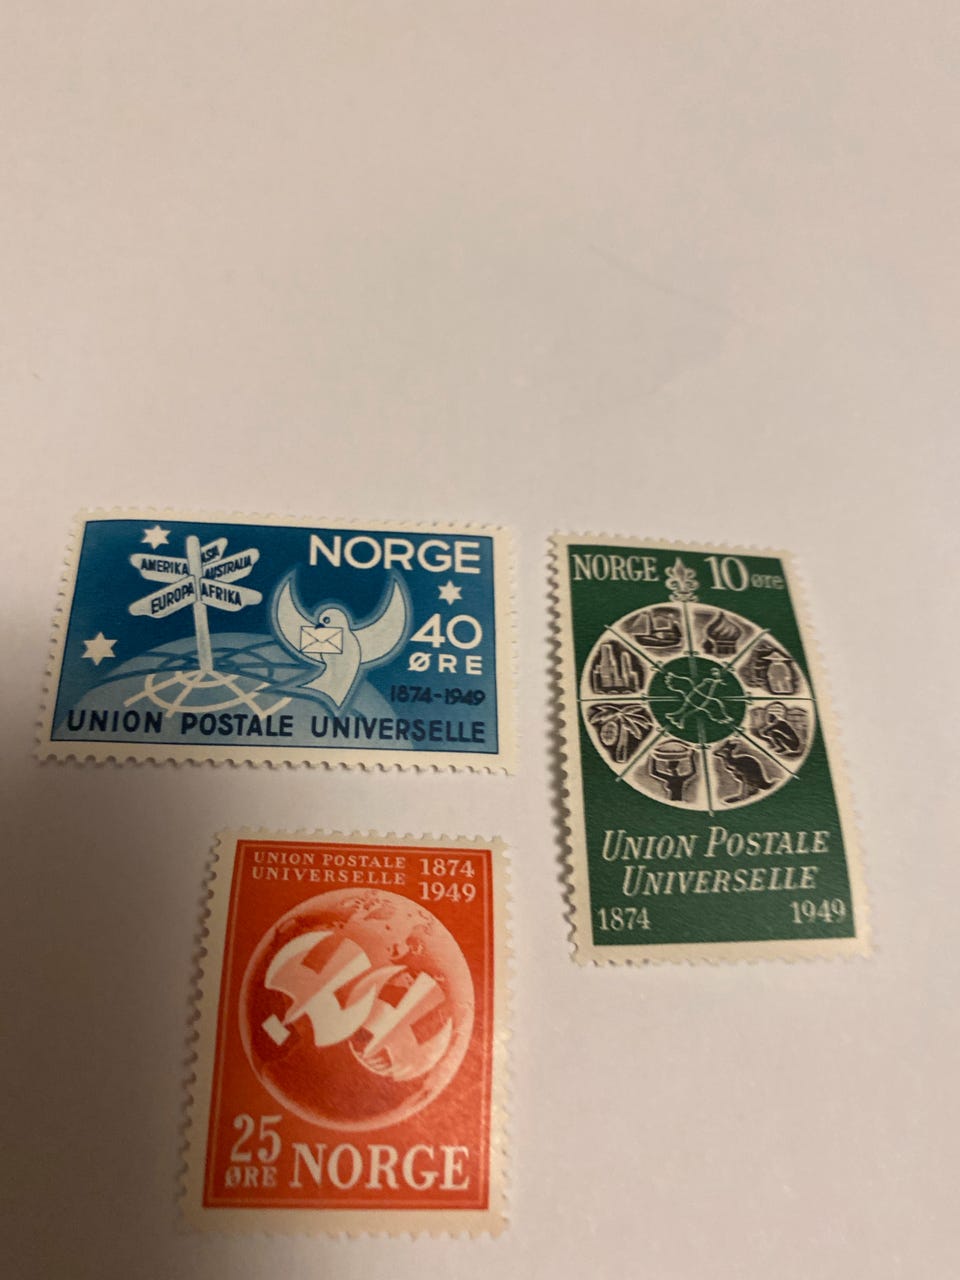 NORGE
ASIA
AMERIKA AUSTRALIA
EUROPA AFRIKA
40
ØRE
1874-1949
UNION POSTALE UNIVERSELLE
NORGE 10 øre
UNION POSTALE
UNIVERSELLE
1874 1949
UNION POSTALE 1874
UNIVERSELLE 1949
25
ØRE NORGE